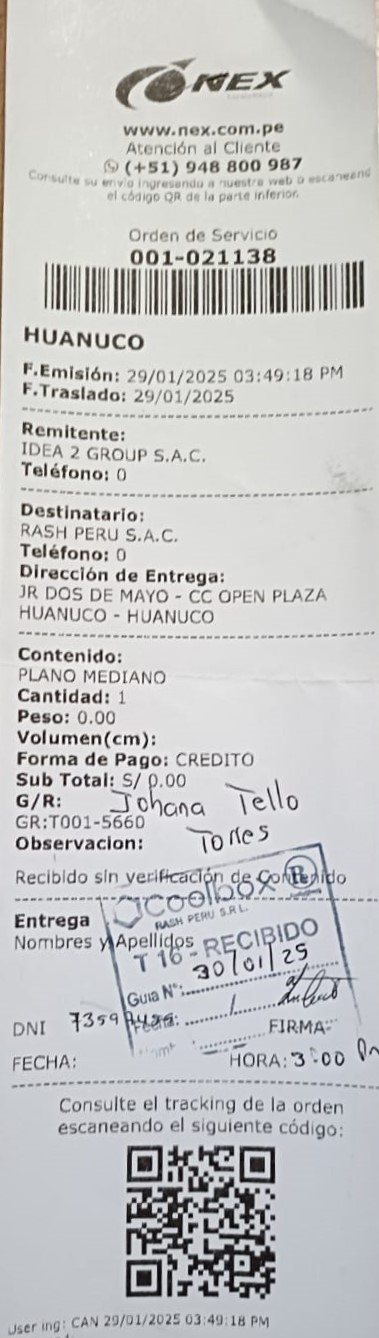 NEX
www.nex.com.pe
Atención al Cliente
(+51) 948 800 987
Consulte su envío ingresando a nuestra web o escaneand
el código QR de la parte inferior.
Orden de Servicio
001-021138
HUANUCO
F.Emisión: 29/01/2025 03:49:18 PM
F.Traslado: 29/01/2025
Remitente:
IDEA 2 GROUP S.A.C.
Teléfono: 0
Destinatario:
RASH PERU S.A.C.
Teléfono: 0
Dirección de Entrega:
JR DOS DE MAYO - CC OPEN PLAZA
HUANUCO - HUANUCO
Contenido:
PLANO MEDIANO
Cantidad: 1
Peso: 0.00
Volumen(cm):
Forma de Pago: CREDITO
Sub Total: S/ 0.00
G/R: Johana Tello
GR:T001-5660
Observacion: Torres
Recibido sin verificación de Contenido
coolbox R
RASH PERU S.R.L.
Entrega
Nombres y Apellidos
T 16 - RECIBIDO
30/01/25
Guia N°:
DNI
FIRMA:
FECHA:
HORA: 3:00 Pm
Consulte el tracking de la orden
escaneando el siguiente código:
User ing: CAN 29/01/2025 03:49:18 PM